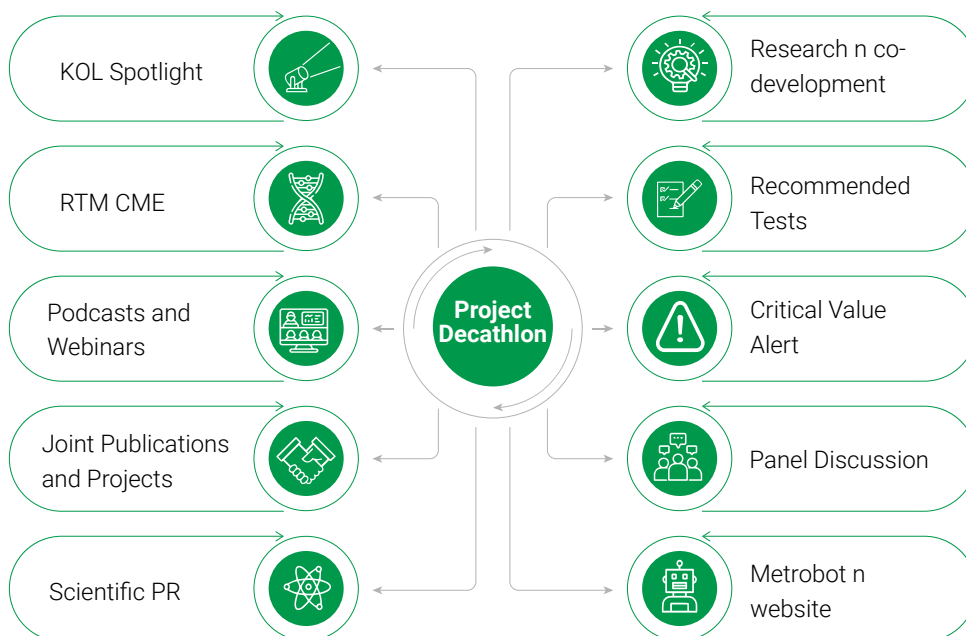 KOL Spotlight
RTM CME
Podcasts and
Webinars
Joint Publications
and Projects
Scientific PR
Project
Decathlon
Research n co-
development
Recommended
Tests
Critical Value
Alert
Panel Discussion
Metrobot n
website